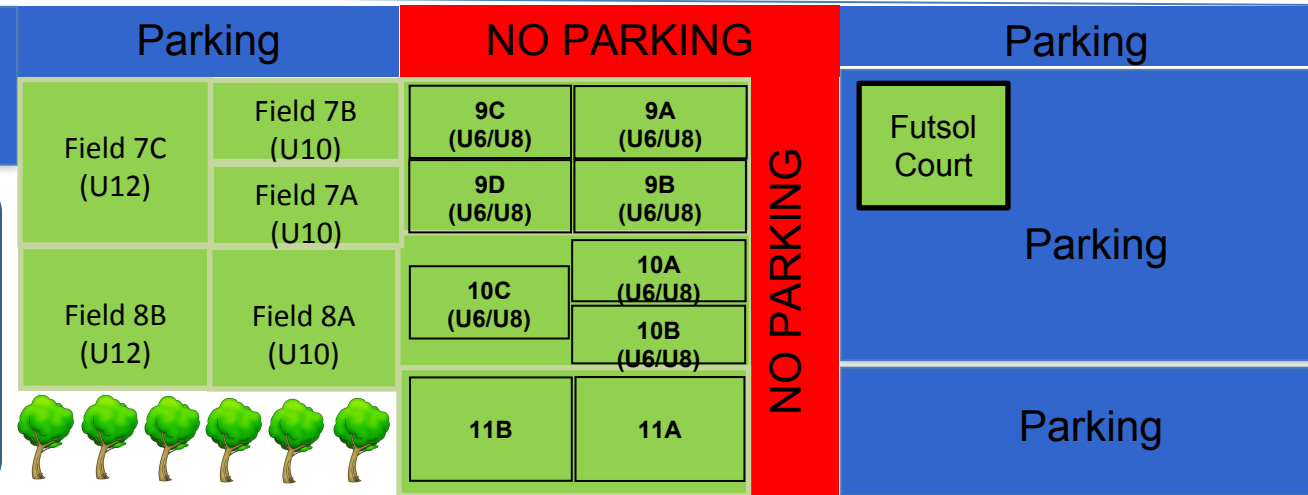 Parking
NO PARKING
Parking
Field 7C
(U12)
Field 7B
(U10)
Field 7A
(U10)
9C
(U6/U8)
9A
(U6/U8)
9D
(U6/U8)
9B
(U6/U8)
NO PARKING
Futsol
Court
Parking
Field 8B
(U12)
Field 8A
(U10)
10C
(U6/U8)
10A
(U6/U8)
10B
(U6/U8)
11B
11A
Parking